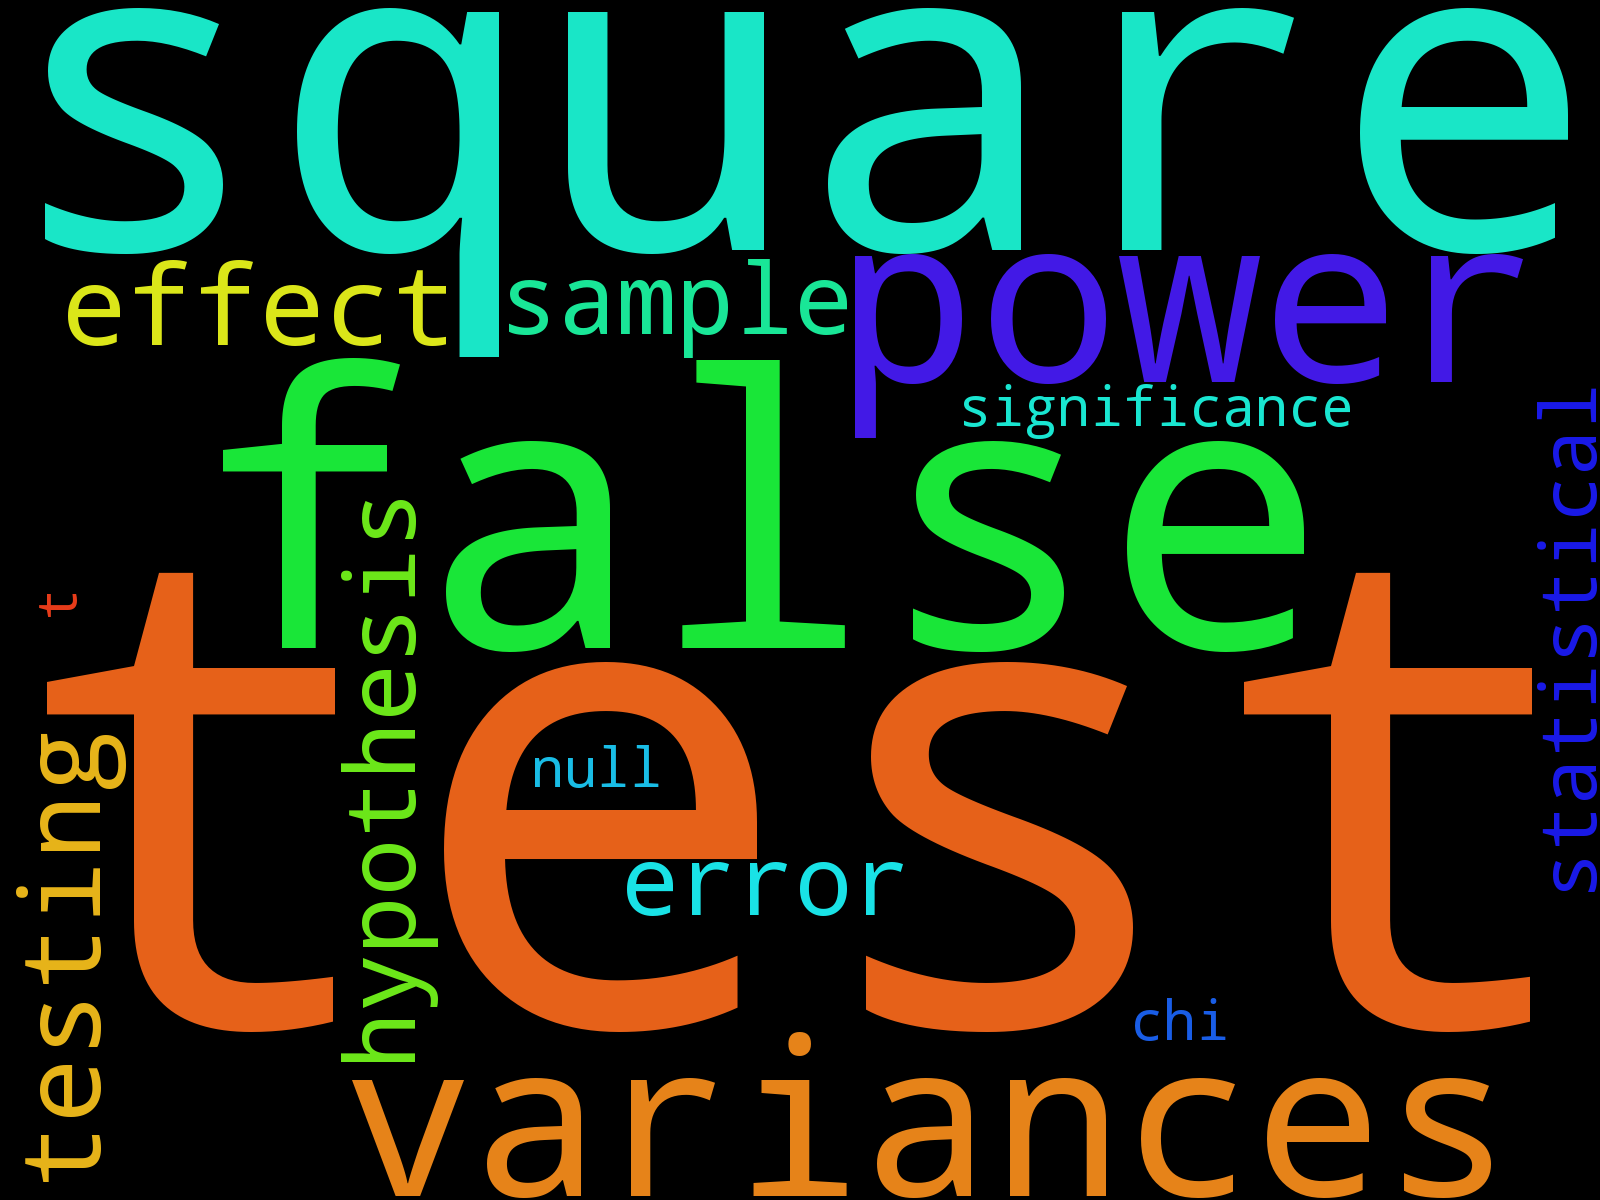 square
effect
sample
power
significance
false
statistical
hypothesis
t
test
testing
null
error
chi
variances